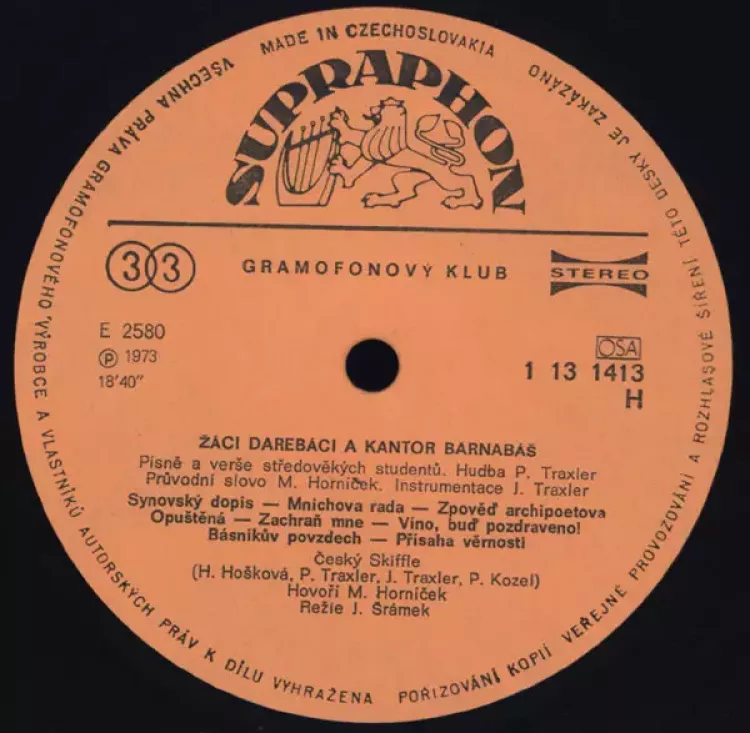 MADE IN CZECHOSLOVAKIA
VŠECHNA PRÁVA GRAMOFONOVÉHO VÝROBCE A VLASTNÍKŮ AUTORSKÝCH PRÁV K DÍLU VYHRAŽENA
POŘIZOVÁNÍ KOPIÍ VEŘEJNÉ PROVOZOVÁNÍ A ROZHLASOVÉ ŠÍŘENÍ TÉTO DESKY JE ZAKÁZÁNO
SUPRAPHON
33
GRAMOFONOVÝ KLUB
STEREO
E 2580
Ⓟ 1973
18'40"
OSA
1 13 1413
H
ŽÁCI DAREBÁCI A KANTOR BARNABÁŠ
Písně a verše středověkých studentů. Hudba P. Traxler
Průvodní slovo M. Horníček. Instrumentace J. Traxler
Synovský dopis — Mnichova rada — Zpověď archipoetova
Opuštěná — Zachraň mne — Víno, buď pozdraveno!
Básníkův povzdech — Přísaha věrnosti
Český Skiffle
(H. Hošková, P. Traxler, J. Traxler, P. Kozel)
Hovoří M. Horníček
Režie J. Šrámek